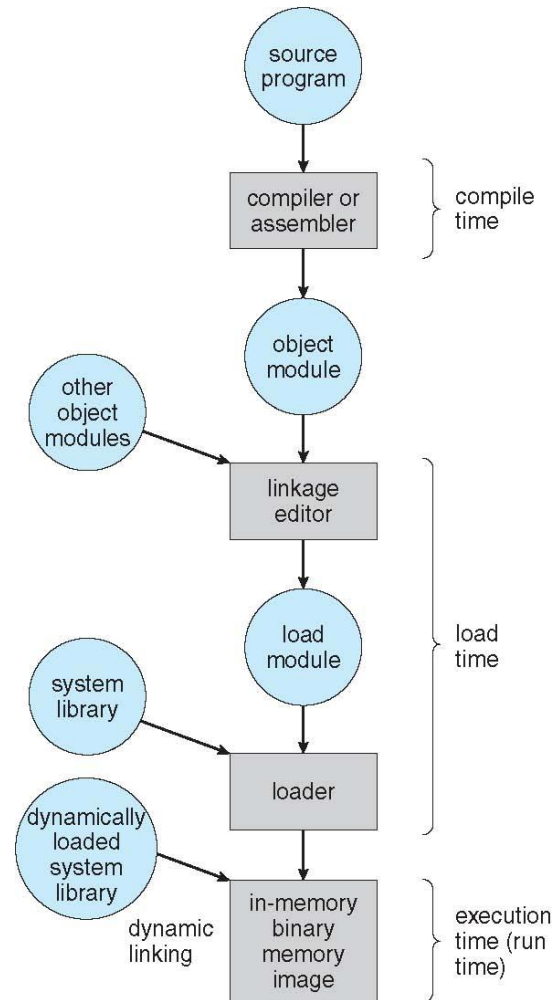 source
program
compiler or
assembler
compile
time
object
module
other
object
modules
linkage
editor
load
module
load
time
system
library
loader
dynamically
loaded
system
library
dynamic
linking
in-memory
binary
memory
image
execution
time (run
time)